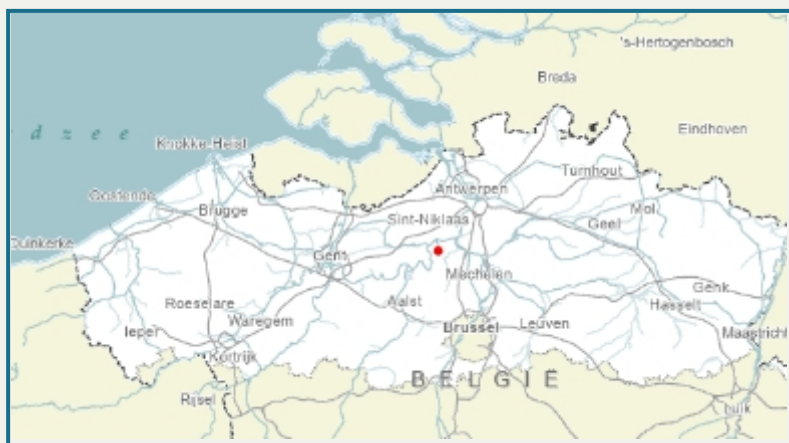 's-Hertogenbosch
Breda
Eindhoven
d z e e
Knokke-Heist
Turnhout
Antwerpen
Oostende
Mol
Brugge
Sint-Niklaas
Geel
Duinkerke
Gent
Mechelen
Genk
Roeselare
Aalst
Hasselt
Waregem
Brussel
Leuven
Ieper
Maastricht
Kortrijk
BELGIË
Rijsel
Luik